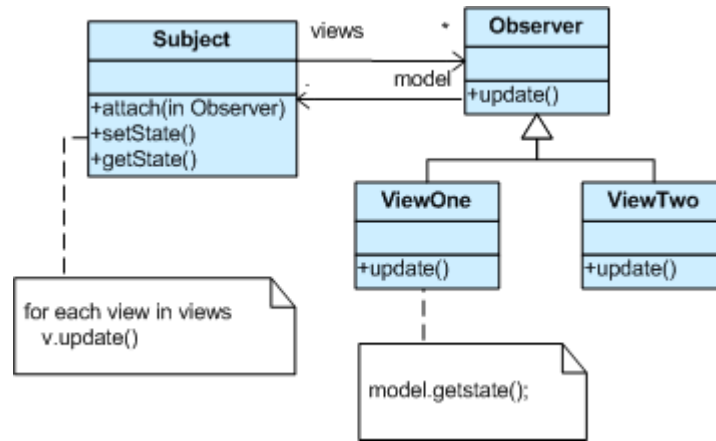 Subject
+attach(in Observer)
+setState()
+getState()
views
*
model
Observer
+update()
ViewOne
+update()
ViewTwo
+update()
for each view in views
v.update()
model.getstate();